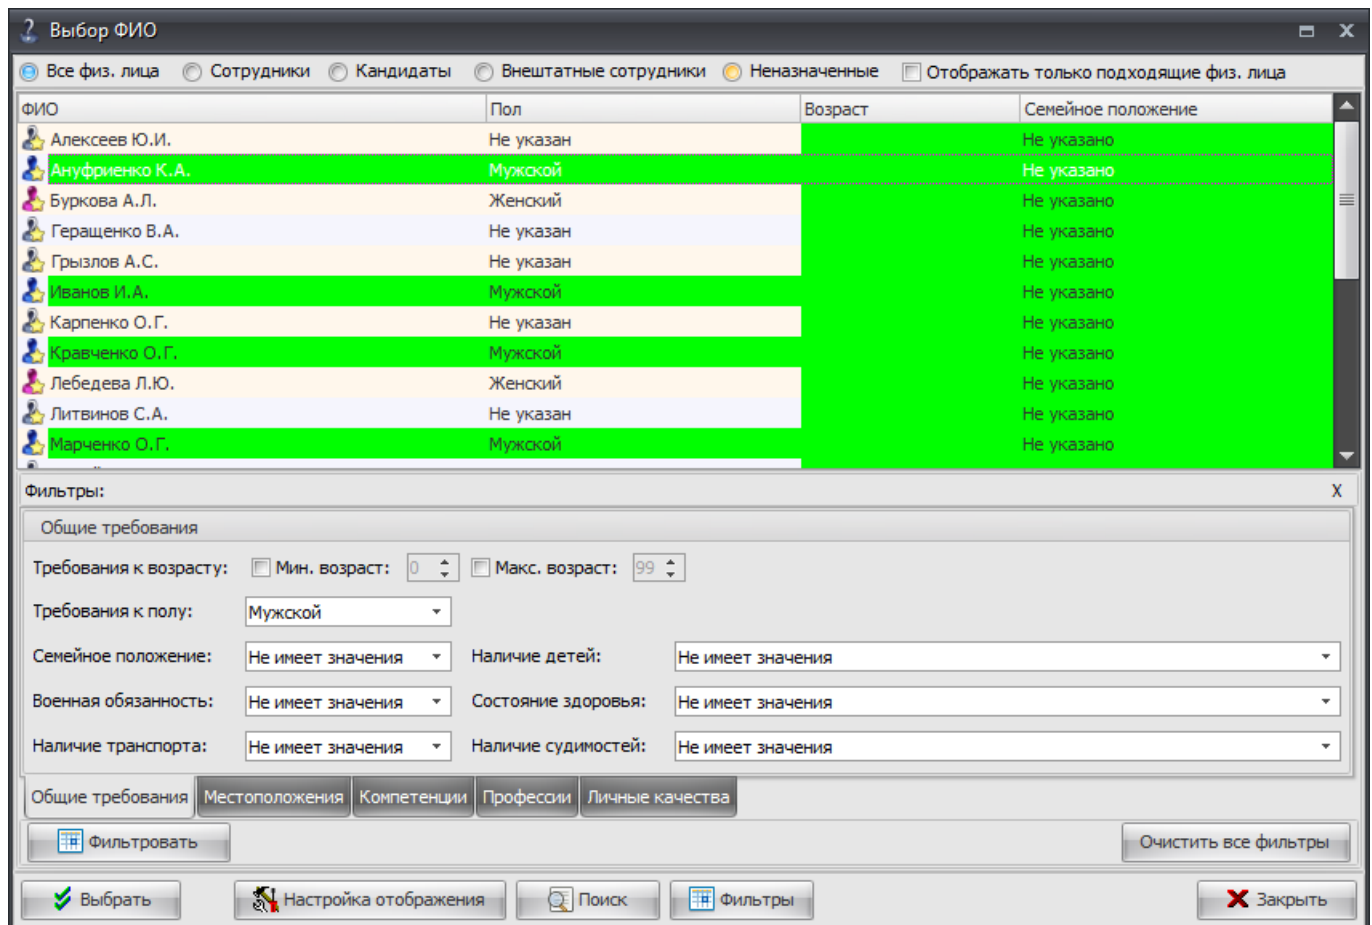 Выбор ФИО
Все физ. лица Сотрудники Кандидаты Внештатные сотрудники Неназначенные Отображать только подходящие физ. лица
ФИО Пол Возраст Семейное положение
Алексеев Ю.И. Не указан Не указано
Ануфриенко К.А. Мужской Не указано
Буркова А.Л. Женский Не указано
Геращенко В.А. Не указан Не указано
Грызлов А.С. Не указан Не указано
Иванов И.А. Мужской Не указано
Карпенко О.Г. Не указан Не указано
Кравченко О.Г. Мужской Не указано
Лебедева Л.Ю. Женский Не указано
Литвинов С.А. Не указан Не указано
Марченко О.Г. Мужской Не указано
Фильтры: X
Общие требования
Требования к возрасту: Мин. возраст: 0 Макс. возраст: 99
Требования к полу: Мужской
Семейное положение: Не имеет значения Наличие детей: Не имеет значения
Военная обязанность: Не имеет значения Состояние здоровья: Не имеет значения
Наличие транспорта: Не имеет значения Наличие судимостей: Не имеет значения
Общие требования Местоположения Компетенции Профессии Личные качества
Фильтровать Очистить все фильтры
Выбрать Настройка отображения Поиск Фильтры Закрыть